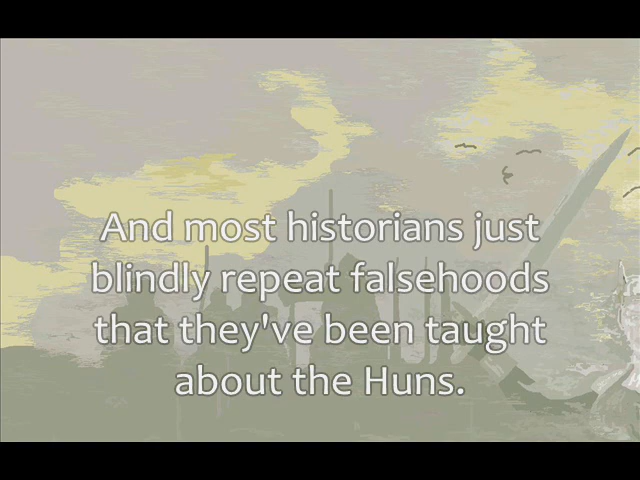 And most historians just
blindly repeat falsehoods
that they've been taught
about the Huns.